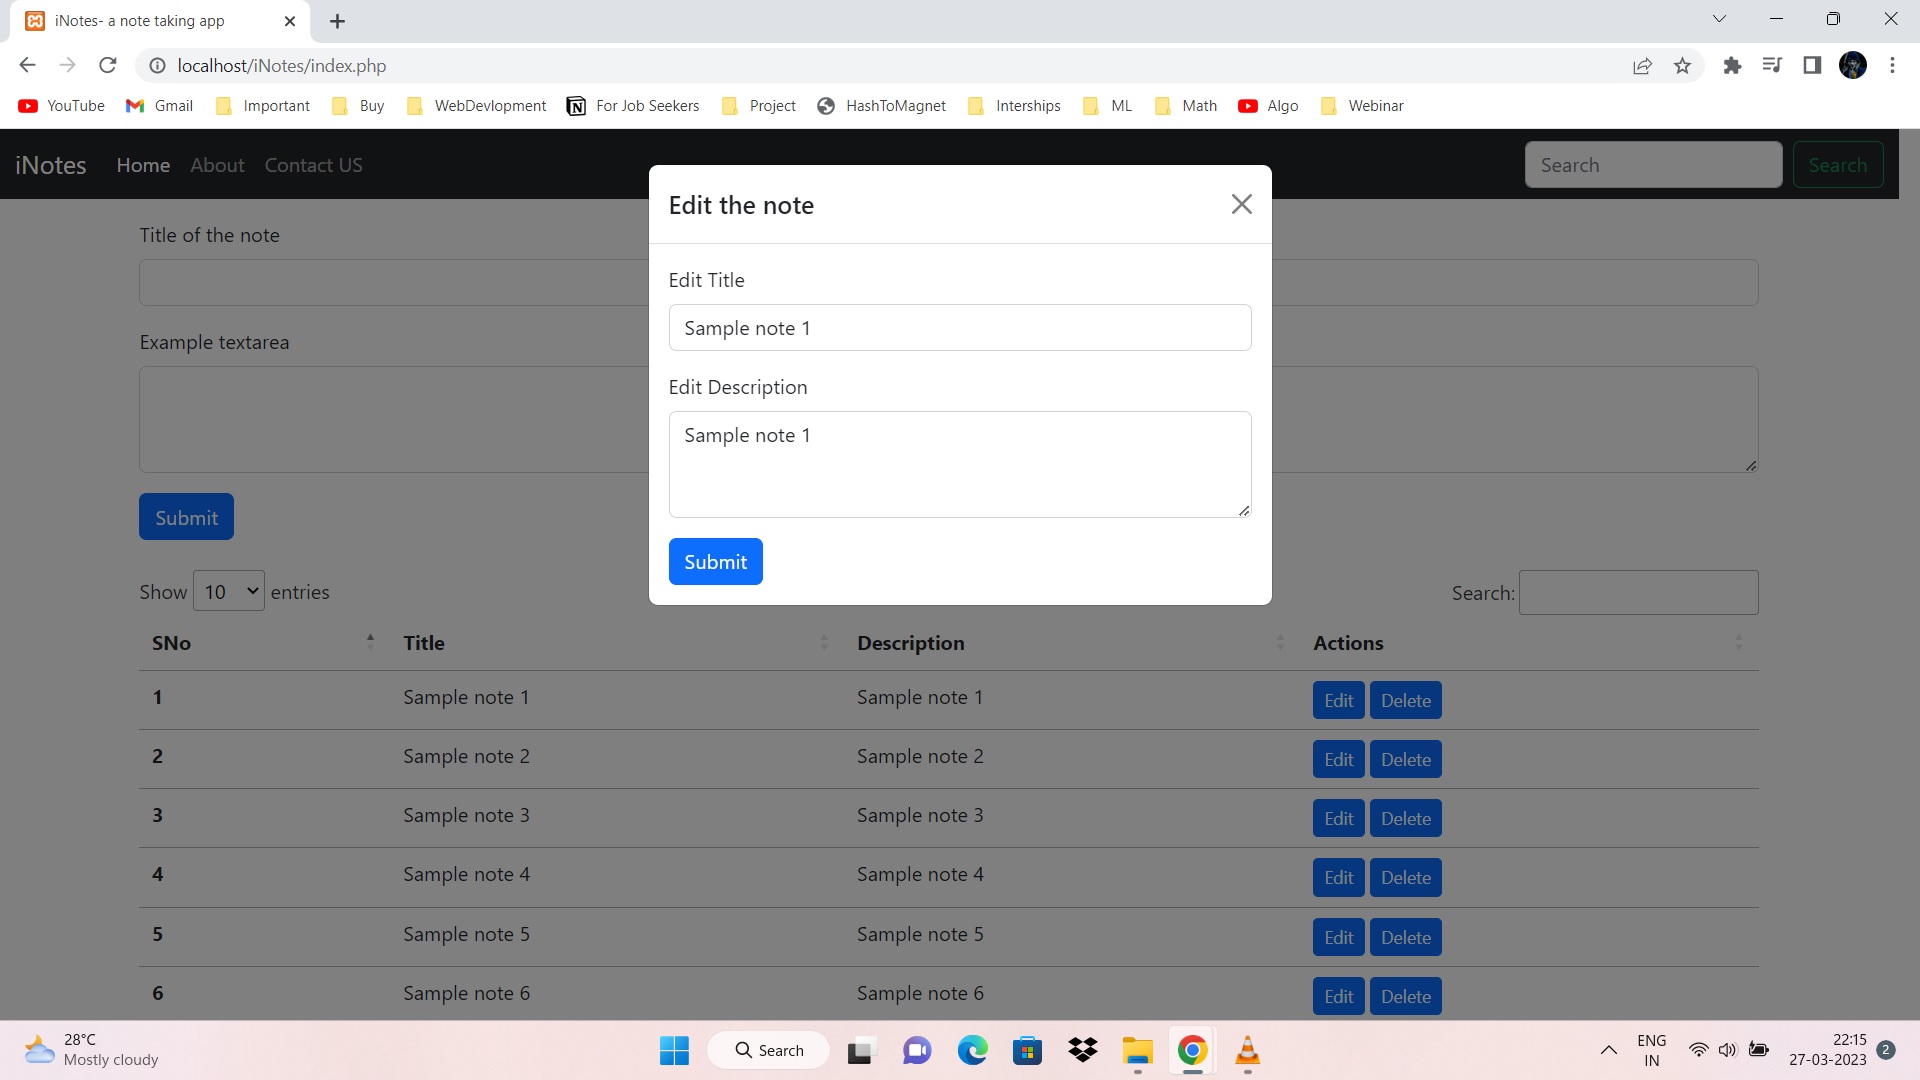 iNotes- a note taking app
localhost/iNotes/index.php
YouTube Gmail Important Buy WebDevlopment For Job Seekers Project HashToMagnet Interships ML Math Algo Webinar
iNotes Home About Contact US Search Search
Edit the note
Title of the note
Edit Title
Sample note 1
Example textarea
Edit Description
Sample note 1
Submit
Submit
Show 10 entries Search:
SNo Title Description Actions
1 Sample note 1 Sample note 1 Edit Delete
2 Sample note 2 Sample note 2 Edit Delete
3 Sample note 3 Sample note 3 Edit Delete
4 Sample note 4 Sample note 4 Edit Delete
5 Sample note 5 Sample note 5 Edit Delete
6 Sample note 6 Sample note 6 Edit Delete
28°C
Mostly cloudy
Search
ENG
IN
22:15
27-03-2023
2